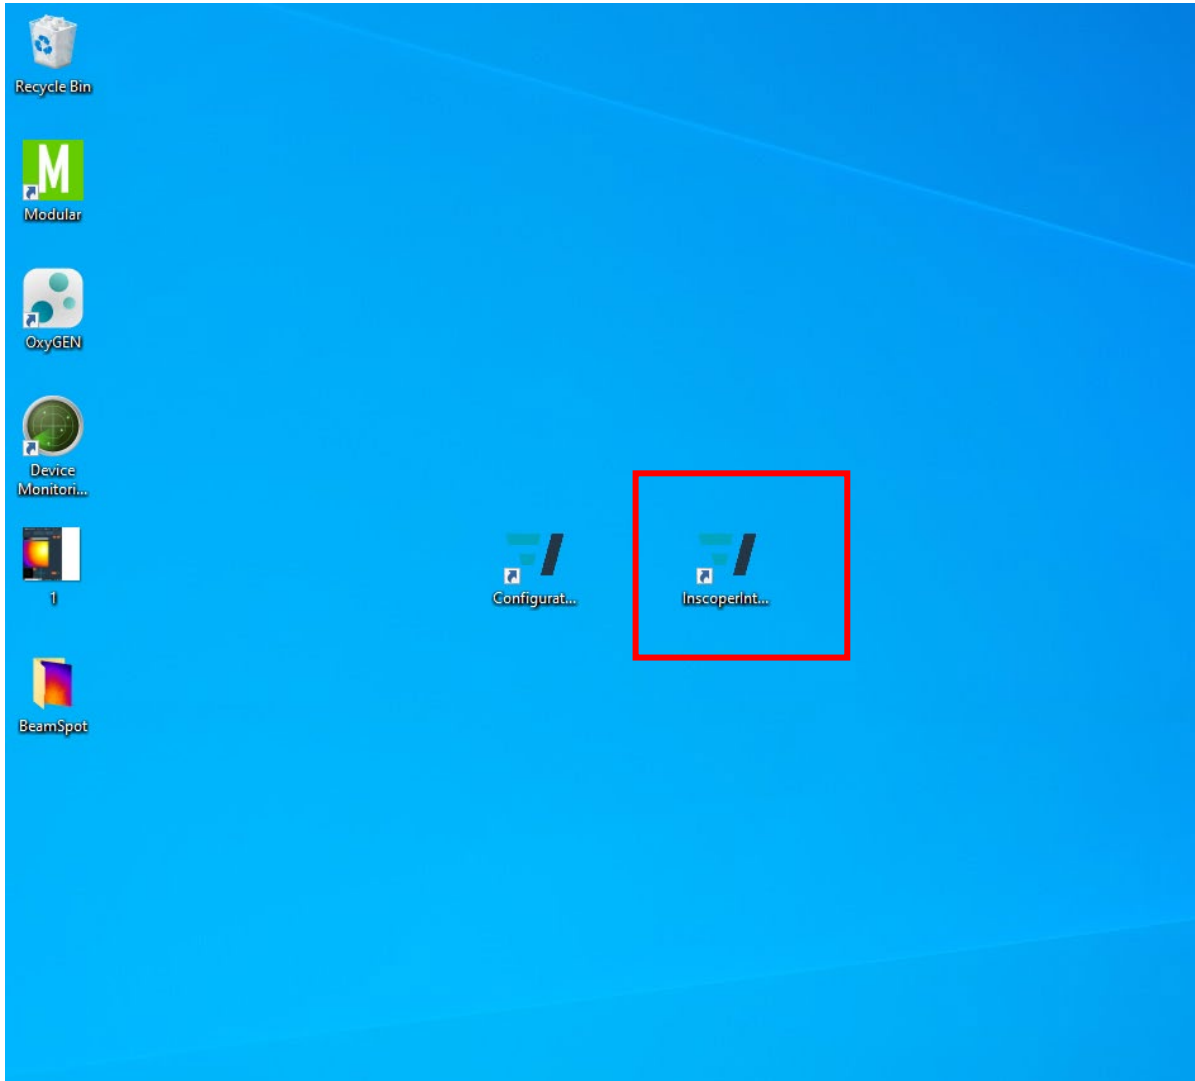 Recycle Bin
M
Modular
OxyGEN
Device
Monitori...
1
BeamSpot
Configurat...
InscoperInt...